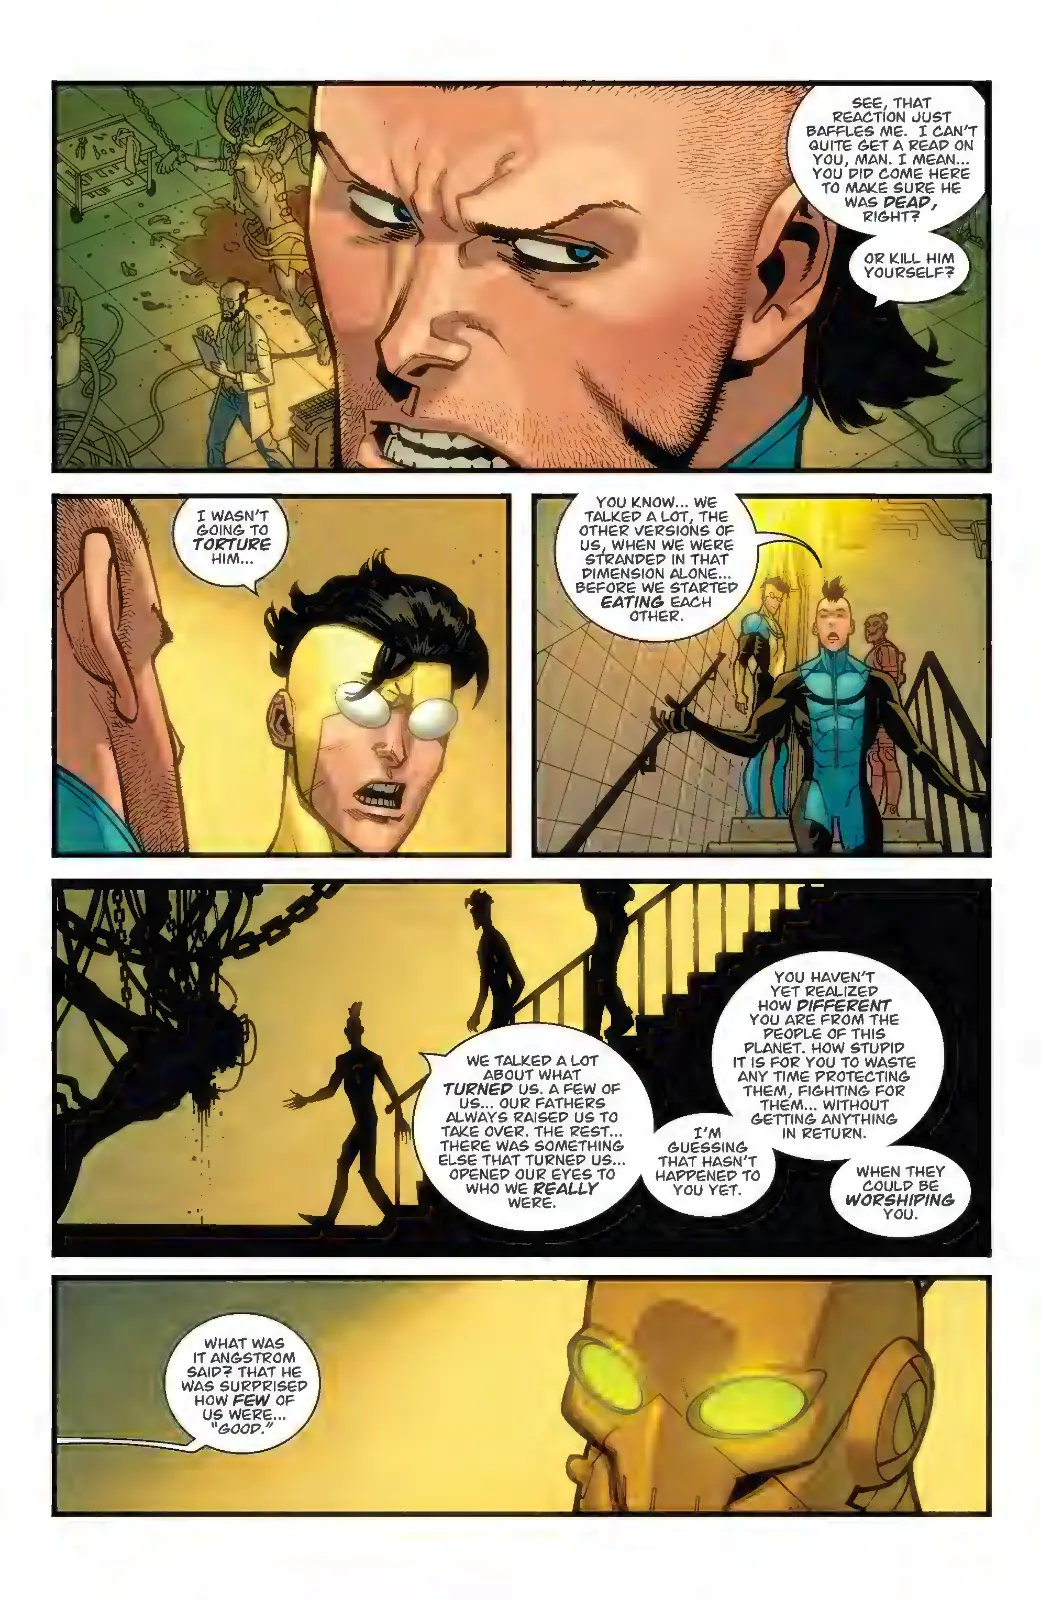 SEE, THAT
REACTION JUST
BAFFLES ME. I CAN'T
QUITE GET A READ ON
YOU, MAN. I MEAN...
YOU DID COME HERE
TO MAKE SURE HE
WAS DEAD,
RIGHT?
OR KILL HIM
YOURSELF?
I WASN'T
GOING TO
TORTURE
HIM...
YOU KNOW... WE
TALKED A LOT, THE
OTHER VERSIONS OF
US, WHEN WE WERE
STRANDED IN THAT
DIMENSION ALONE...
BEFORE WE STARTED
EATING EACH
OTHER.
WE TALKED A LOT
ABOUT WHAT
TURNED US. A FEW OF
US... OUR FATHERS
ALWAYS RAISED US TO
TAKE OVER. THE REST...
THERE WAS SOMETHING
ELSE THAT TURNED US...
OPENED OUR EYES TO
WHO WE REALLY
WERE.
I'M
GUESSING
THAT HASN'T
HAPPENED TO
YOU YET.
YOU HAVEN'T
YET REALIZED
HOW DIFFERENT
YOU ARE FROM THE
PEOPLE OF THIS
PLANET. HOW STUPID
IT IS FOR YOU TO WASTE
ANY TIME PROTECTING
THEM, FIGHTING FOR
THEM... WITHOUT
GETTING ANYTHING
IN RETURN.
WHEN THEY
COULD BE
WORSHIPING
YOU.
WHAT WAS
IT ANGSTROM
SAID? THAT HE
WAS SURPRISED
HOW FEW OF
US WERE...
"GOOD."